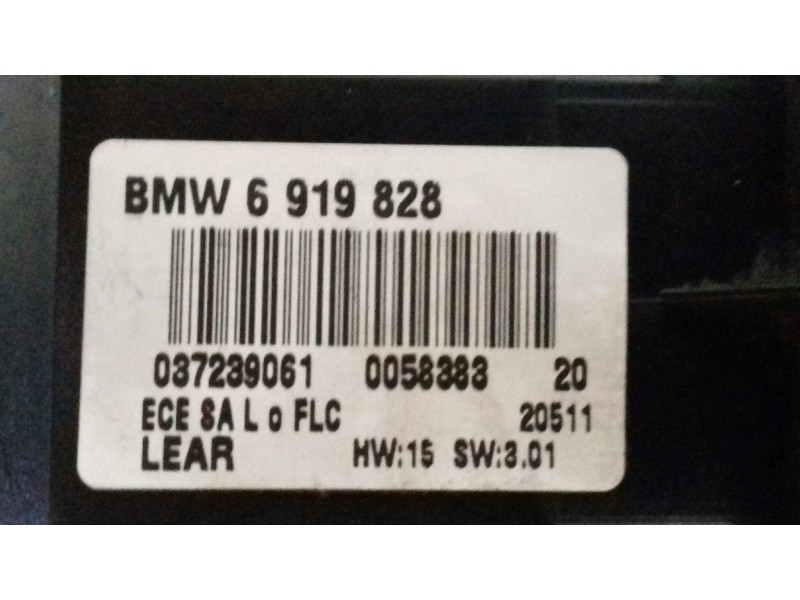 BMW 6 919 828
037239061 0058383 20
ECE SA L o FLC 20511
LEAR HW:15 SW:3.01